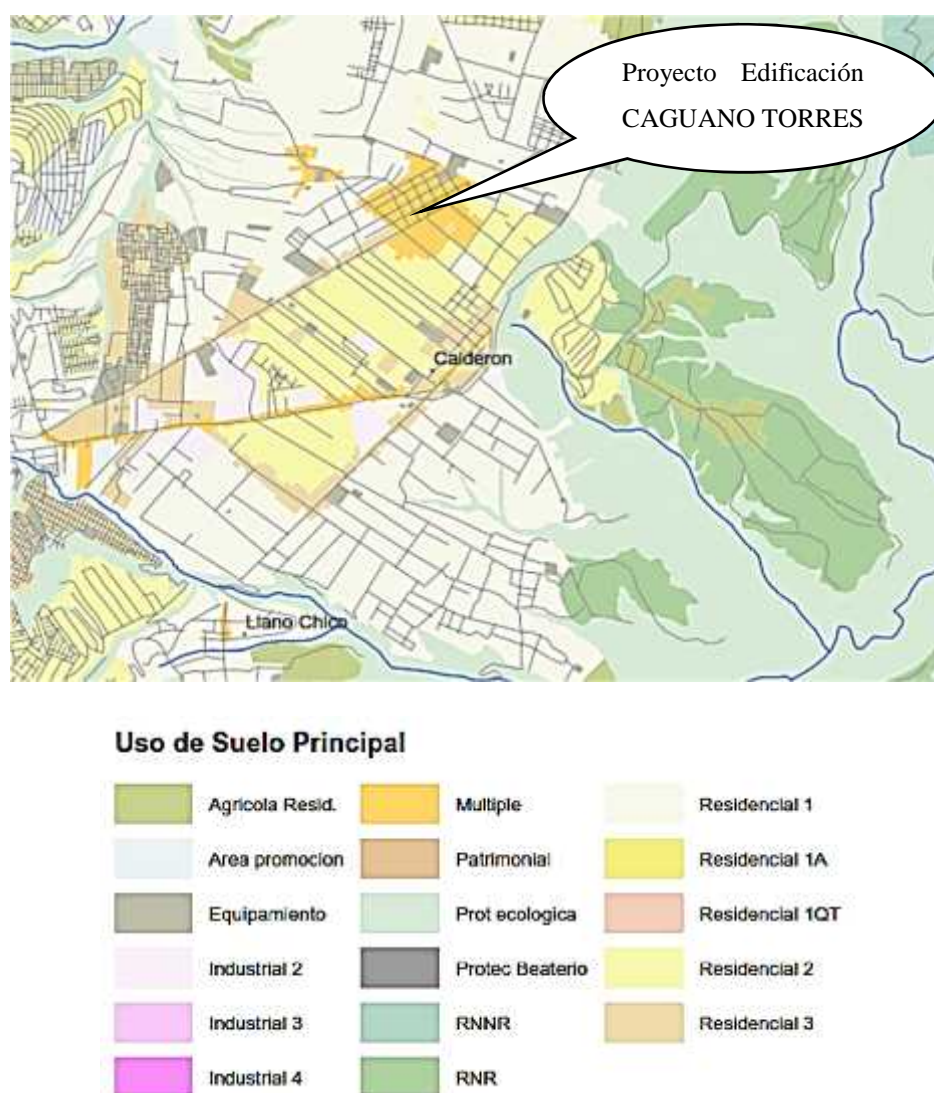 Proyecto Edificación
CAGUANO TORRES
Calderon
Llano Chico
Uso de Suelo Principal
Agricola Resid.
Multiple
Residencial 1
Area promocion
Patrimonial
Residencial 1A
Equipamiento
Prot ecologica
Residencial 1QT
Industrial 2
Protec Beaterio
Residencial 2
Industrial 3
RNNR
Residencial 3
Industrial 4
RNR